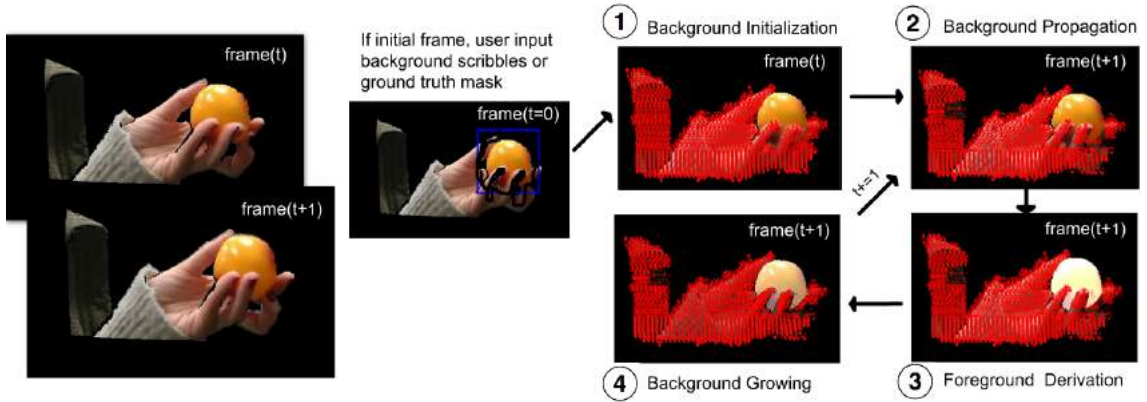 frame(t)
frame(t+1)
If initial frame, user input
background scribbles or
ground truth mask
frame(t=0)
1 Background Initialization
frame(t)
2 Background Propagation
frame(t+1)
t+=1
frame(t+1)
4 Background Growing
frame(t+1)
3 Foreground Derivation